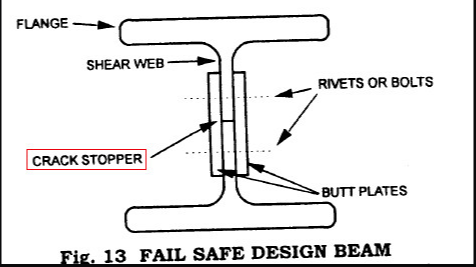 FLANGE
SHEAR WEB
RIVETS OR BOLTS
CRACK STOPPER
BUTT PLATES
Fig. 13 FAIL SAFE DESIGN BEAM